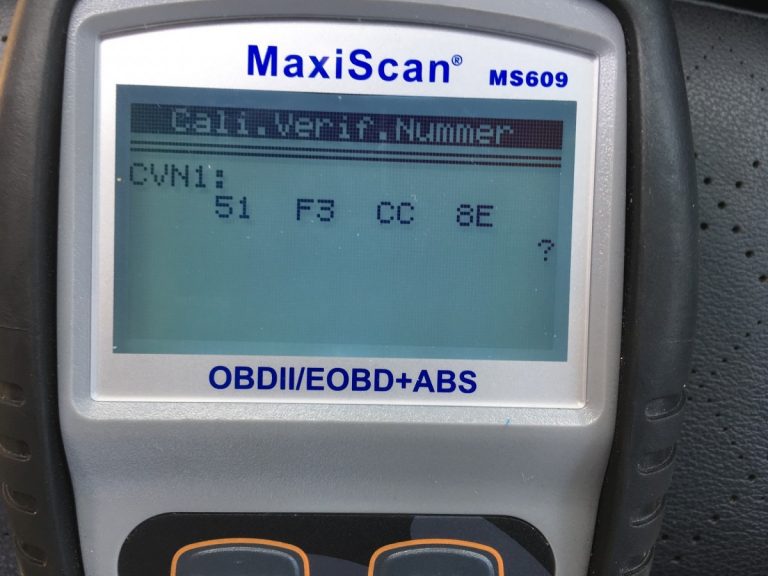 MaxiScan® MS609
Cali.Verif.Nummer
CVN1:
51 F3 CC 8E
?
OBDII/EOBD+ABS